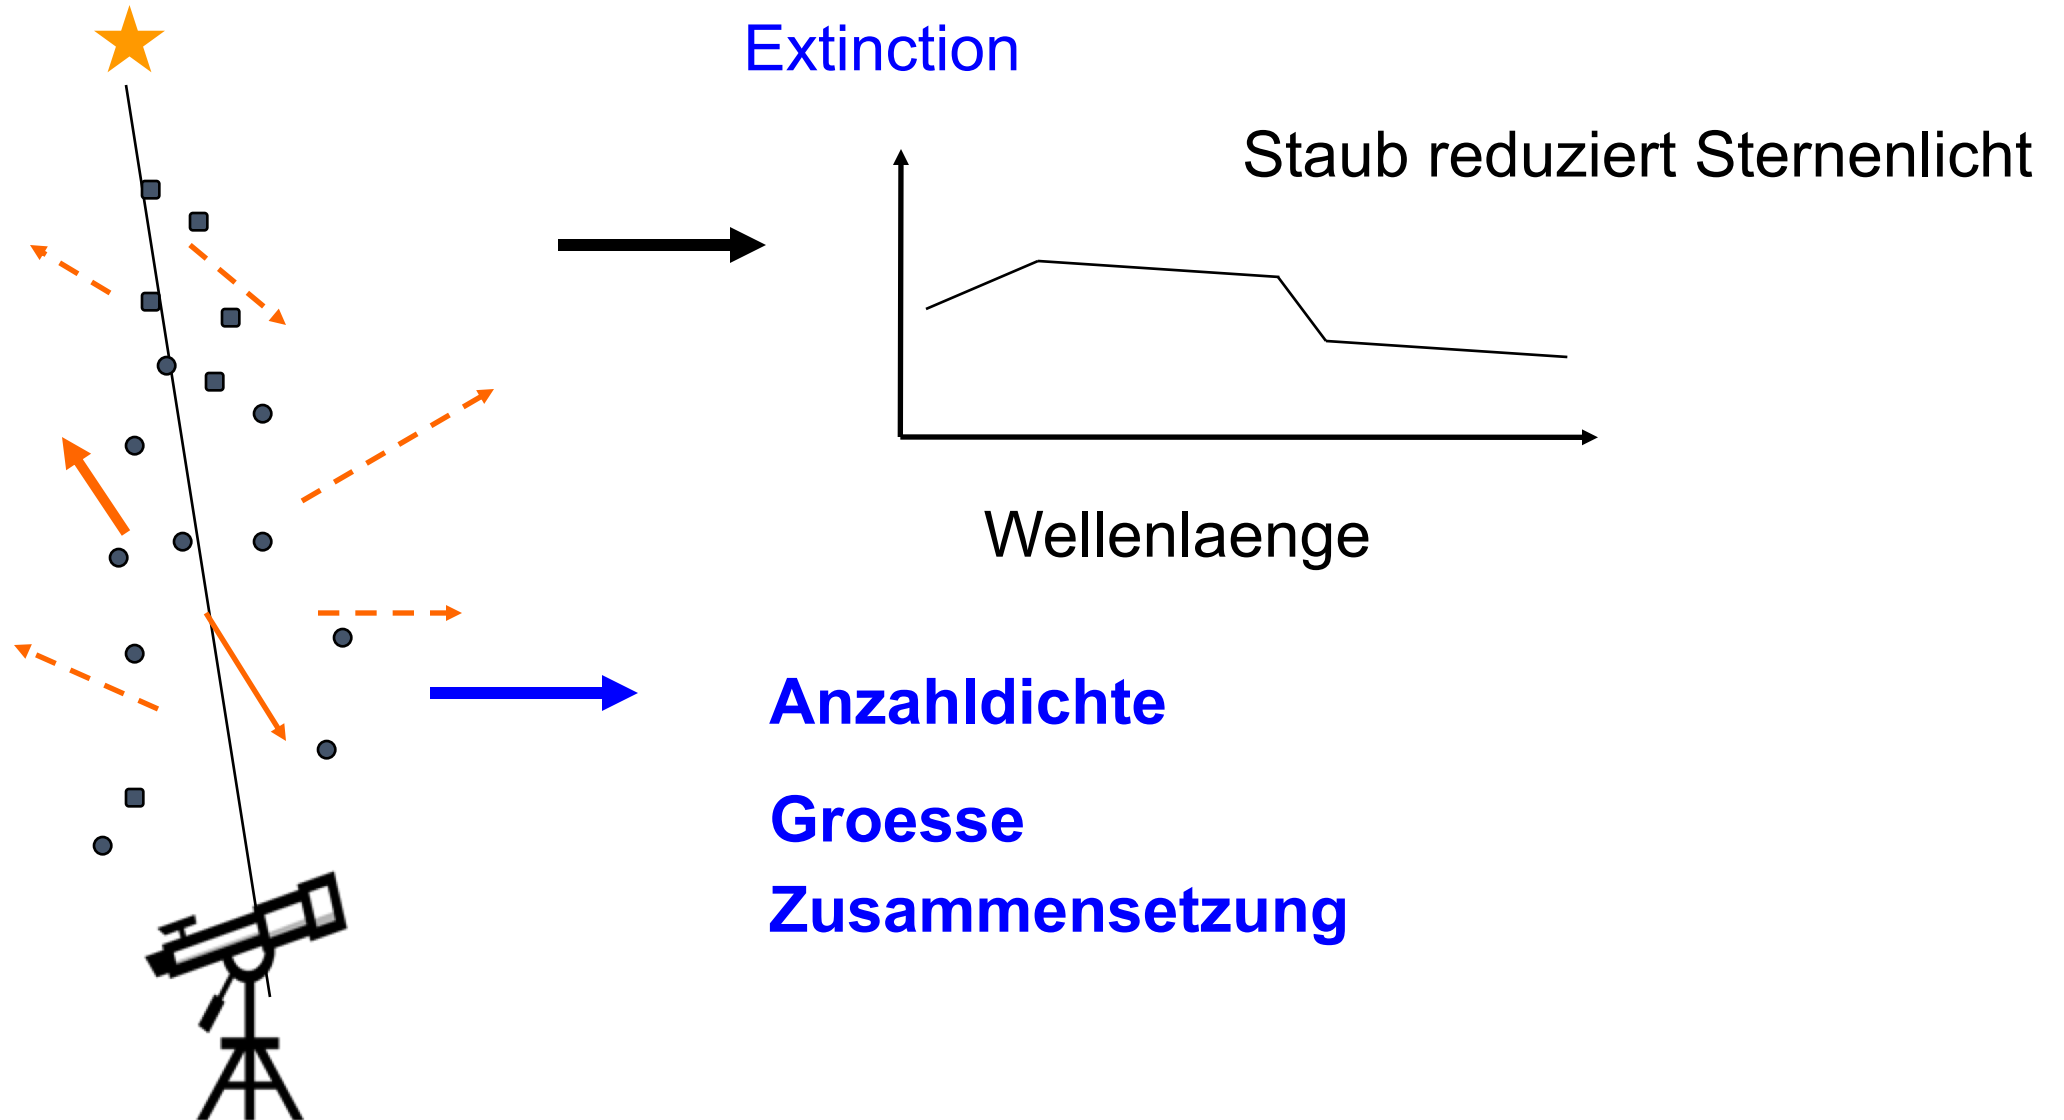 Extinction
Staub reduziert Sternenlicht
Wellenlaenge
Anzahldichte
Groesse
Zusammensetzung